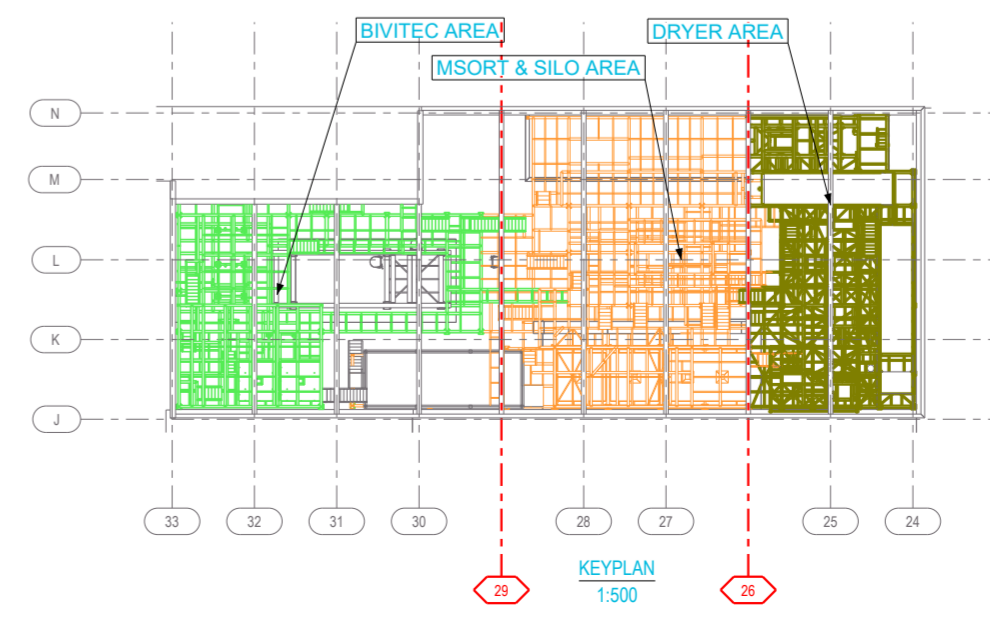 BIVITEC AREA
DRYER AREA
MSORT & SILO AREA
N
M
L
K
J
33
32
31
30
28
27
25
24
29
26
KEYPLAN
1:500